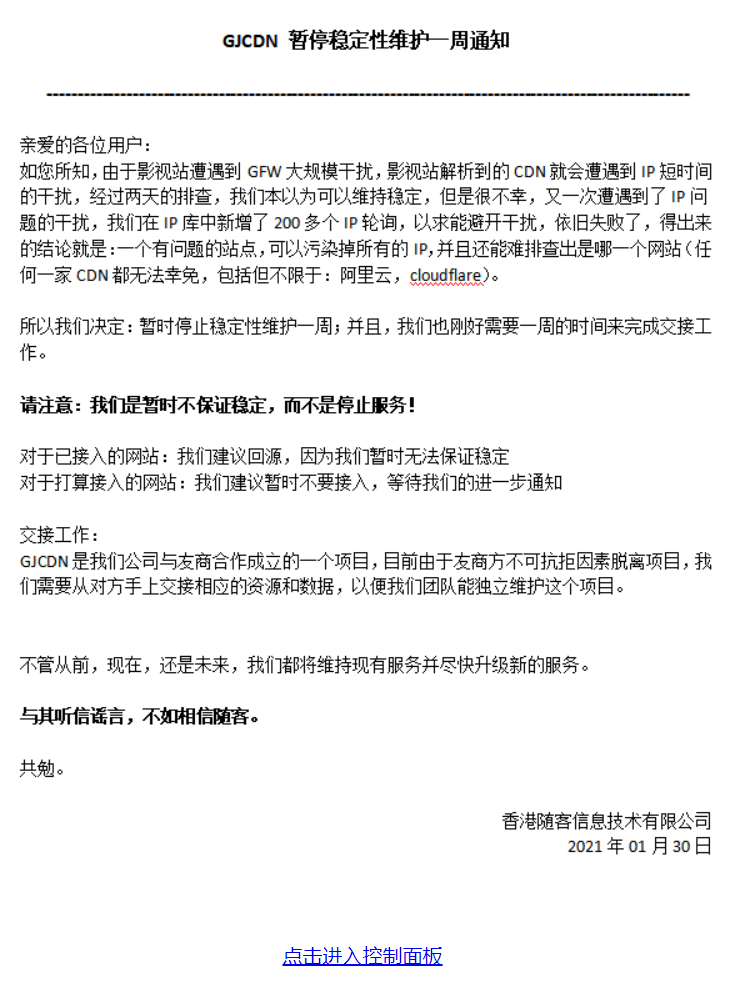 GJCDN 暂停稳定性维护一周通知
-----------------------------------------------------------------------------------------------------------
亲爱的各位用户：
如您所知，由于影视站遭遇到 GFW 大规模干扰，影视站解析到的 CDN 就会遭遇到 IP 短时间
的干扰，经过两天的排查，我们本以为可以维持稳定，但是很不幸，又一次遭遇到了 IP 问
题的干扰，我们在 IP 库中新增了 200 多个 IP 轮询，以求能避开干扰，依旧失败了，得出来
的结论就是：一个有问题的站点，可以污染掉所有的 IP，并且还能难排查出是哪一个网站（任
何一家 CDN 都无法幸免，包括但不限于：阿里云，cloudflare）。
所以我们决定：暂时停止稳定性维护一周；并且，我们也刚好需要一周的时间来完成交接工
作。
请注意：我们是暂时不保证稳定，而不是停止服务！
对于已接入的网站：我们建议回源，因为我们暂时无法保证稳定
对于打算接入的网站：我们建议暂时不要接入，等待我们的进一步通知
交接工作：
GJCDN 是我们公司与友商合作成立的一个项目，目前由于友商方不可抗拒因素脱离项目，我
们需要从对方手上交接相应的资源和数据，以便我们团队能独立维护这个项目。
不管从前，现在，还是未来，我们都将维持现有服务并尽快升级新的服务。
与其听信谣言，不如相信随客。
共勉。
香港随客信息技术有限公司
2021 年 01 月 30 日
点击进入控制面板